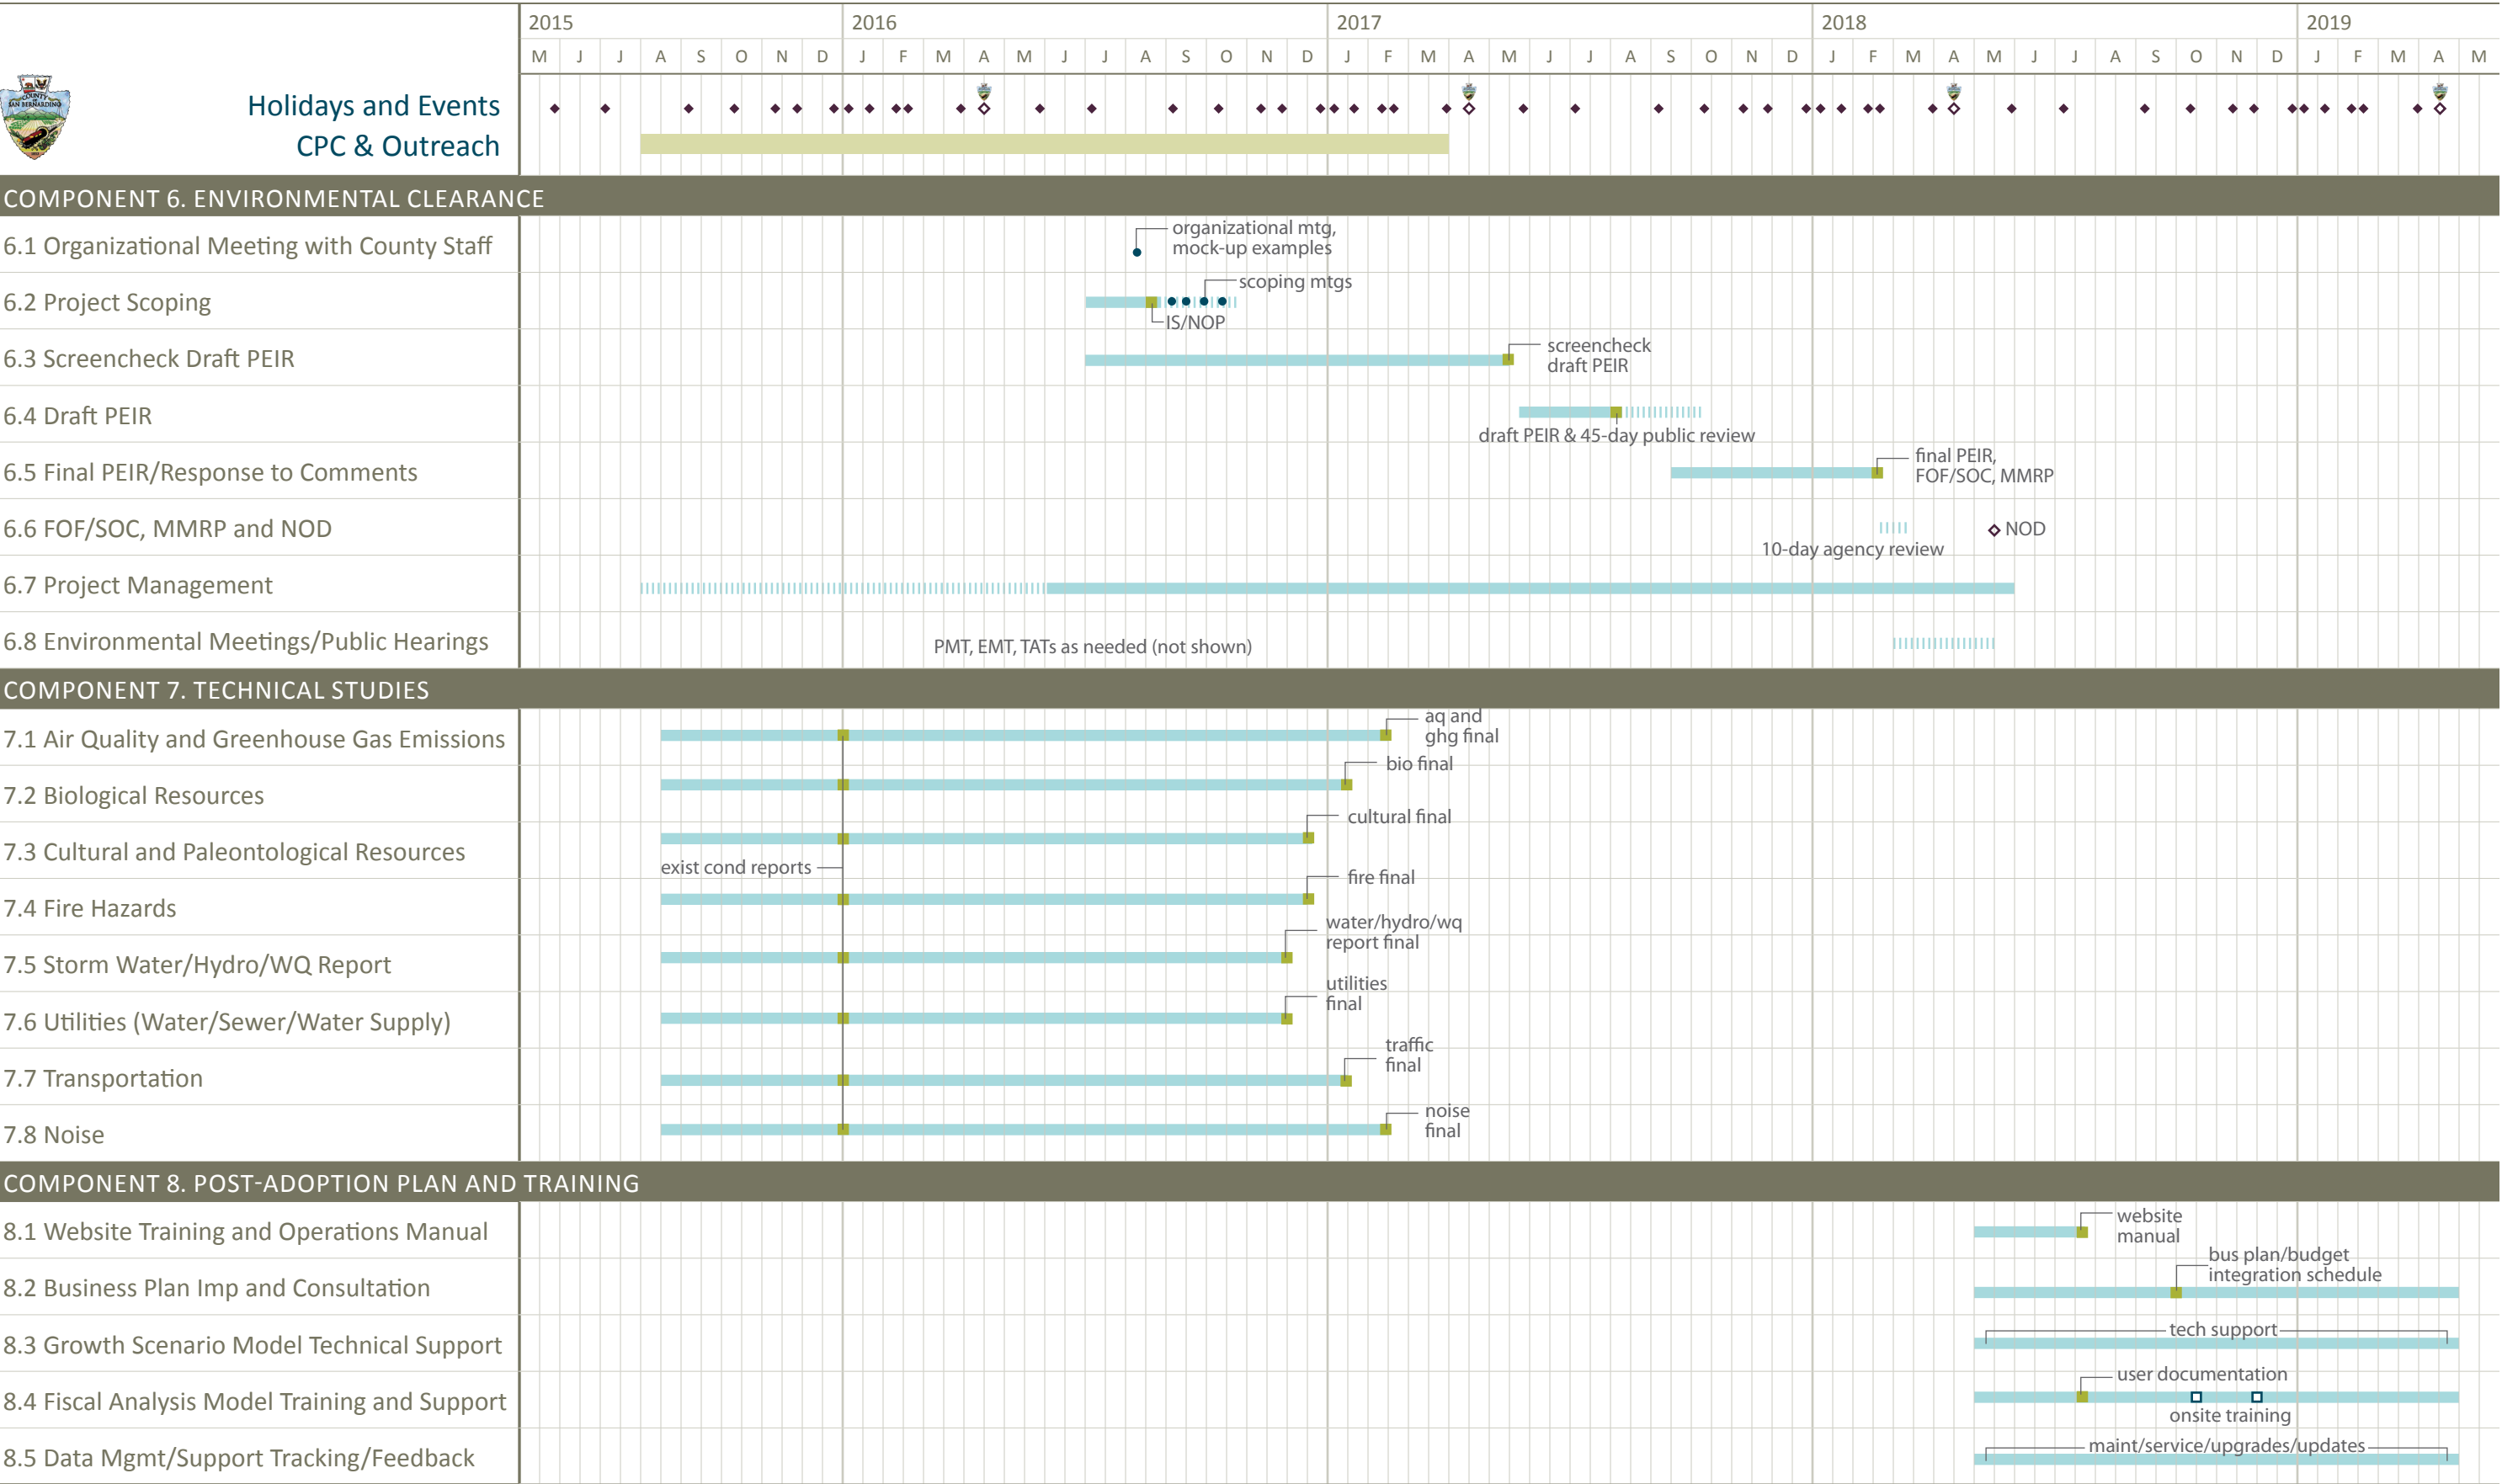 2015 2016 2017 2018 2019
M J J A S O N D J F M A M J J A S O N D J F M A M J J A S O N D J F M A M J J A S O N D J F M A M
COUNTY OF
SAN BERNARDINO
Holidays and Events
CPC & Outreach
COMPONENT 6. ENVIRONMENTAL CLEARANCE
6.1 Organizational Meeting with County Staff
organizational mtg,
mock-up examples
6.2 Project Scoping
scoping mtgs
IS/NOP
6.3 Screencheck Draft PEIR
screencheck
draft PEIR
6.4 Draft PEIR
draft PEIR & 45-day public review
6.5 Final PEIR/Response to Comments
final PEIR,
FOF/SOC, MMRP
6.6 FOF/SOC, MMRP and NOD
NOD
10-day agency review
6.7 Project Management
6.8 Environmental Meetings/Public Hearings
PMT, EMT, TATs as needed (not shown)
COMPONENT 7. TECHNICAL STUDIES
7.1 Air Quality and Greenhouse Gas Emissions
aq and
ghg final
7.2 Biological Resources
bio final
7.3 Cultural and Paleontological Resources
cultural final
exist cond reports
7.4 Fire Hazards
fire final
7.5 Storm Water/Hydro/WQ Report
water/hydro/wq
report final
7.6 Utilities (Water/Sewer/Water Supply)
utilities
final
7.7 Transportation
traffic
final
7.8 Noise
noise
final
COMPONENT 8. POST-ADOPTION PLAN AND TRAINING
8.1 Website Training and Operations Manual
website
manual
8.2 Business Plan Imp and Consultation
bus plan/budget
integration schedule
8.3 Growth Scenario Model Technical Support
tech support
8.4 Fiscal Analysis Model Training and Support
user documentation
onsite training
8.5 Data Mgmt/Support Tracking/Feedback
maint/service/upgrades/updates